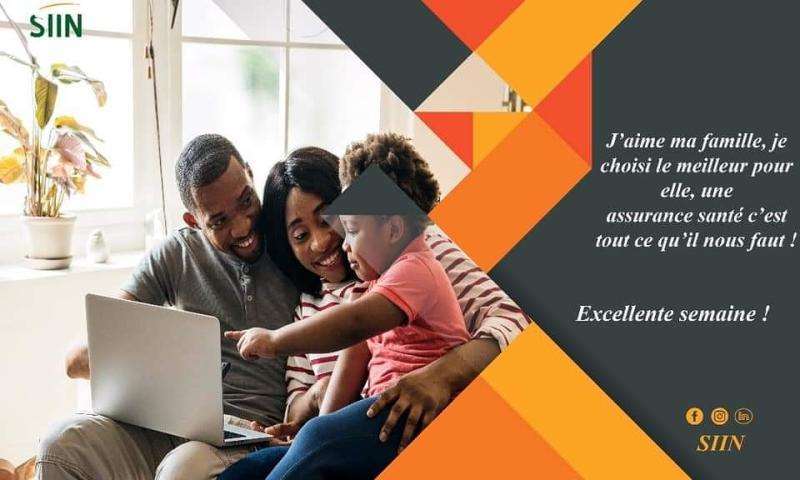 SIIN
J'aime ma famille, je
choisi le meilleur pour
elle, une
assurance santé c'est
tout ce qu'il nous faut !
Excellente semaine !
SIIN